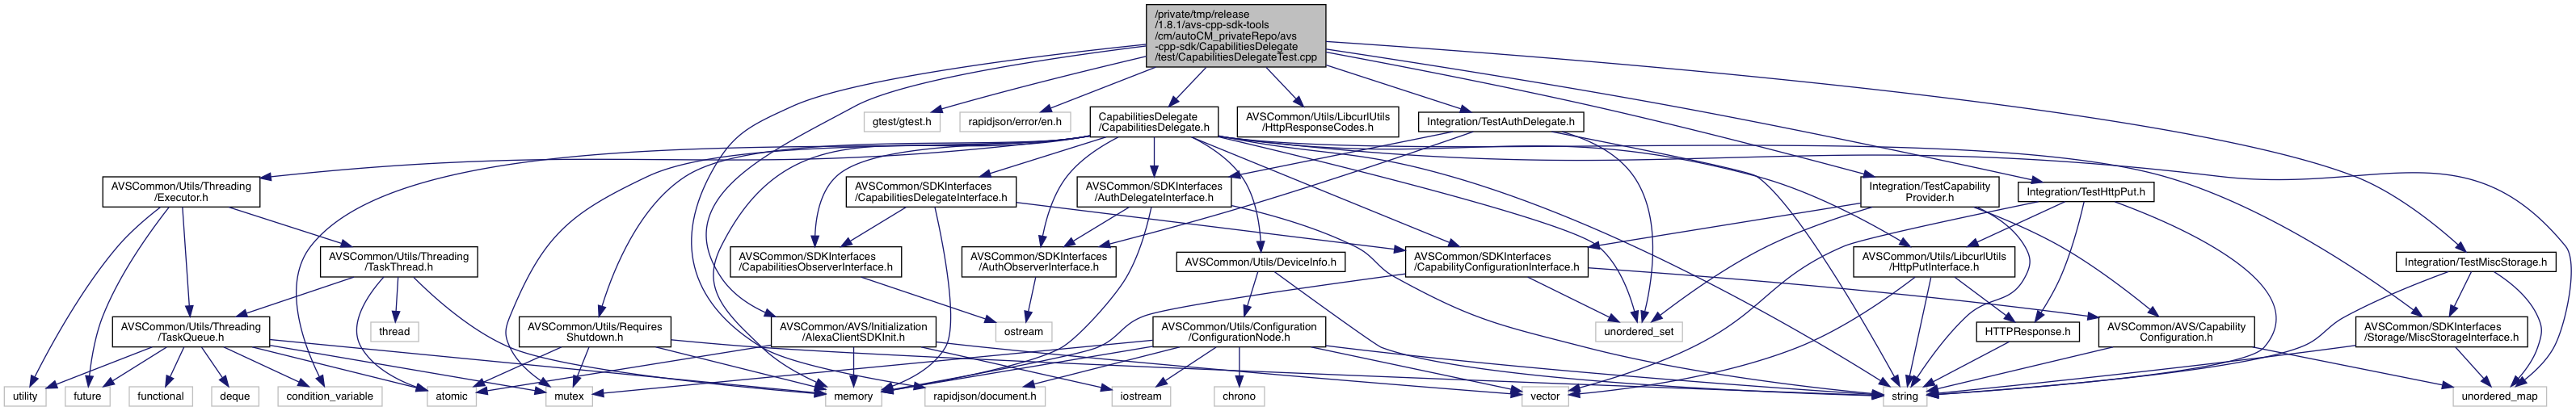 /private/tmp/release
/1.8.1/avs-cpp-sdk-tools
/cm/autoCM_privateRepo/avs
-cpp-sdk/CapabilitiesDelegate
/test/CapabilitiesDelegateTest.cpp
gtest/gtest.h
rapidjson/error/en.h
CapabilitiesDelegate
/CapabilitiesDelegate.h
AVSCommon/Utils/LibcurlUtils
/HttpResponseCodes.h
Integration/TestAuthDelegate.h
AVSCommon/Utils/Threading
/Executor.h
AVSCommon/SDKInterfaces
/CapabilitiesDelegateInterface.h
AVSCommon/SDKInterfaces
/AuthDelegateInterface.h
Integration/TestCapability
Provider.h
Integration/TestHttpPut.h
AVSCommon/Utils/Threading
/TaskThread.h
AVSCommon/SDKInterfaces
/CapabilitiesObserverInterface.h
AVSCommon/SDKInterfaces
/AuthObserverInterface.h
AVSCommon/Utils/DeviceInfo.h
AVSCommon/SDKInterfaces
/CapabilityConfigurationInterface.h
AVSCommon/Utils/LibcurlUtils
/HttpPutInterface.h
Integration/TestMiscStorage.h
AVSCommon/Utils/Threading
/TaskQueue.h
thread
AVSCommon/Utils/Requires
Shutdown.h
AVSCommon/AVS/Initialization
/AlexaClientSDKInit.h
ostream
AVSCommon/Utils/Configuration
/ConfigurationNode.h
unordered_set
HTTPResponse.h
AVSCommon/AVS/Capability
Configuration.h
AVSCommon/SDKInterfaces
/Storage/MiscStorageInterface.h
utility
future
functional
deque
condition_variable
atomic
mutex
memory
rapidjson/document.h
iostream
chrono
vector
string
unordered_map